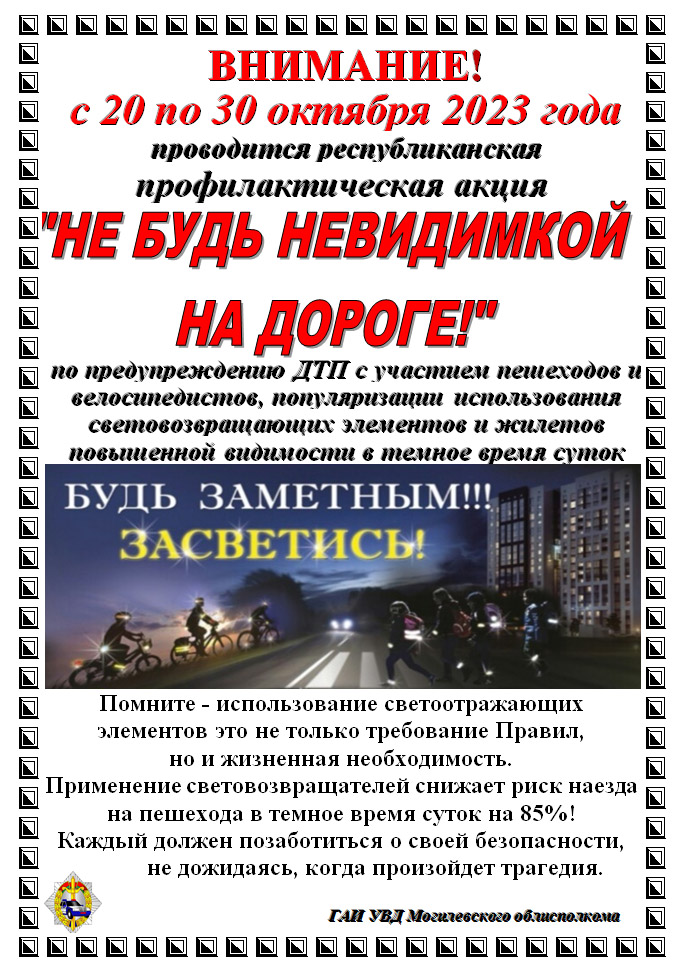 ВНИМАНИЕ!
с 20 по 30 октября 2023 года
проводится республиканская
профилактическая акция
"НЕ БУДЬ НЕВИДИМКОЙ
НА ДОРОГЕ!"
по предупреждению ДТП с участием пешеходов и
велосипедистов, популяризации использования
световозвращающих элементов и жилетов
повышенной видимости в темное время суток
БУДЬ ЗАМЕТНЫМ!!!
ЗАСВЕТИСЬ!
Помните - использование светоотражающих
элементов это не только требование Правил,
но и жизненная необходимость.
Применение световозвращателей снижает риск наезда
на пешехода в темное время суток на 85%!
Каждый должен позаботиться о своей безопасности,
не дожидаясь, когда произойдет трагедия.
ГАИ УВД Могилевского облисполкома